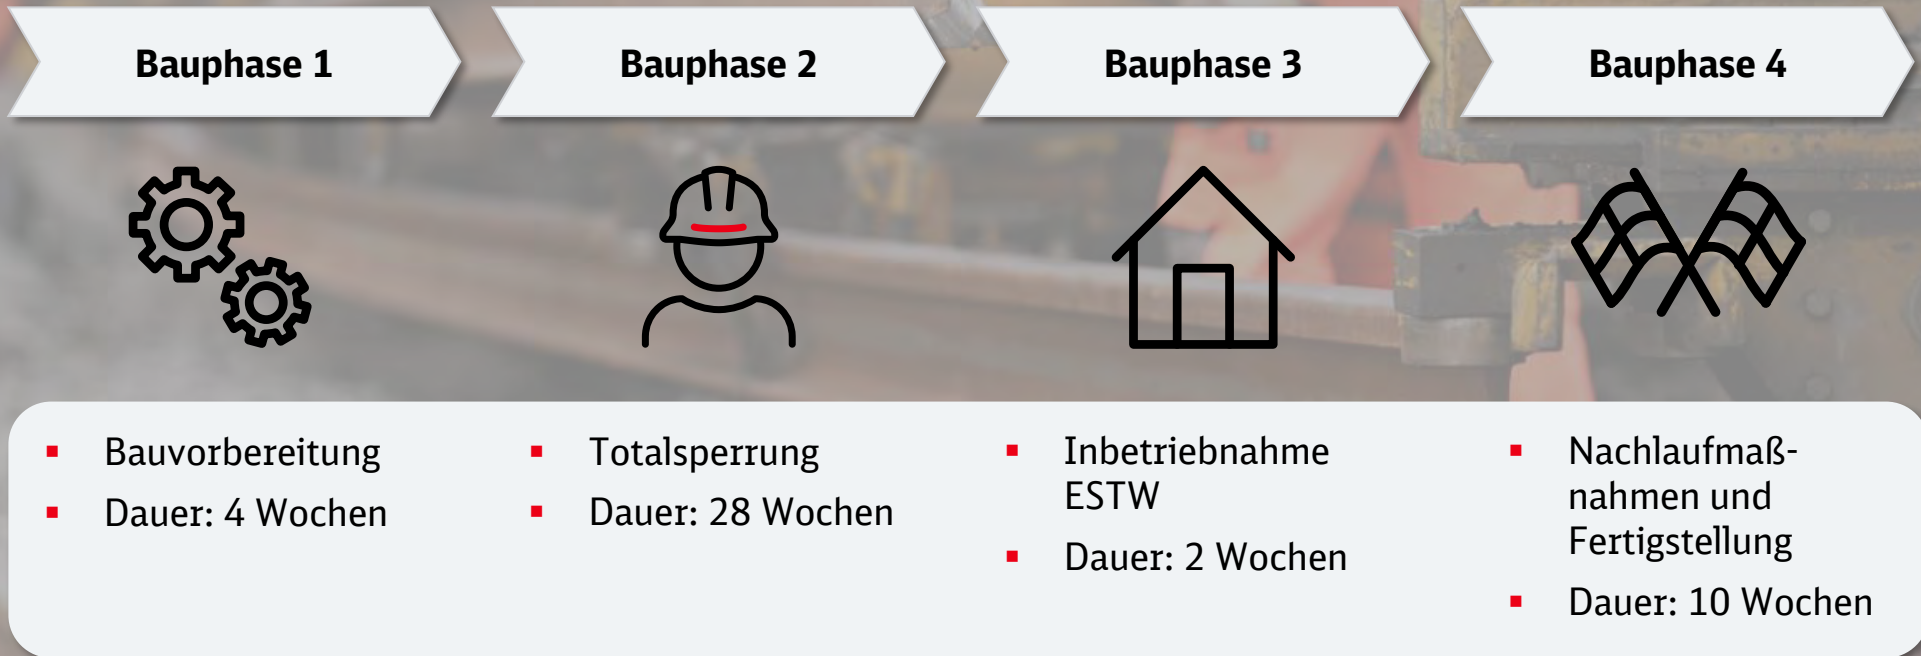 Bauphase 1
Bauphase 2
Bauphase 3
Bauphase 4
Bauvorbereitung
Dauer: 4 Wochen
Totalsperrung
Dauer: 28 Wochen
Inbetriebnahme
ESTW
Dauer: 2 Wochen
Nachlaufmaß-
nahmen und
Fertigstellung
Dauer: 10 Wochen